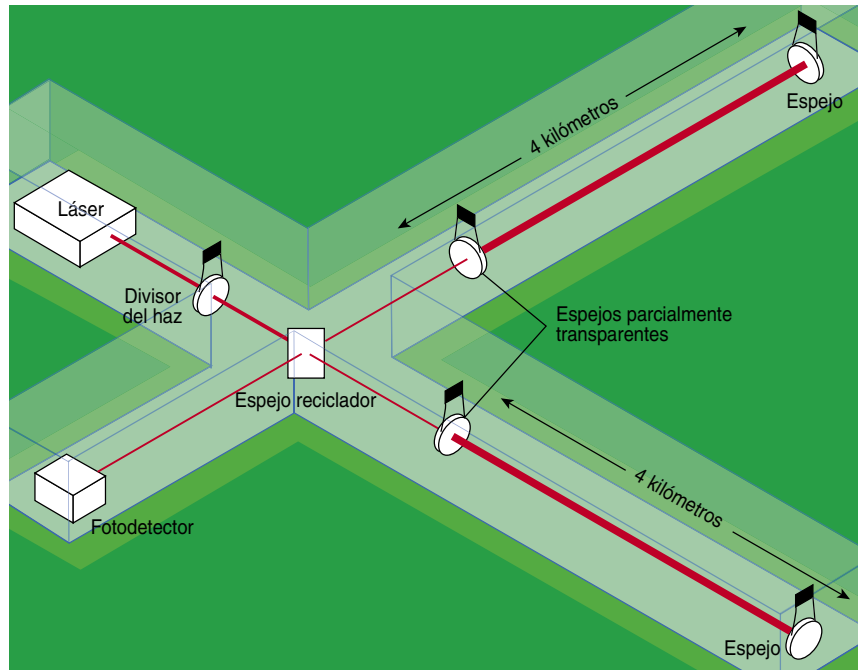 Espejo
4 kilómetros
Láser
Divisor
del haz
Espejos parcialmente
transparentes
Espejo reciclador
4 kilómetros
Fotodetector
Espejo